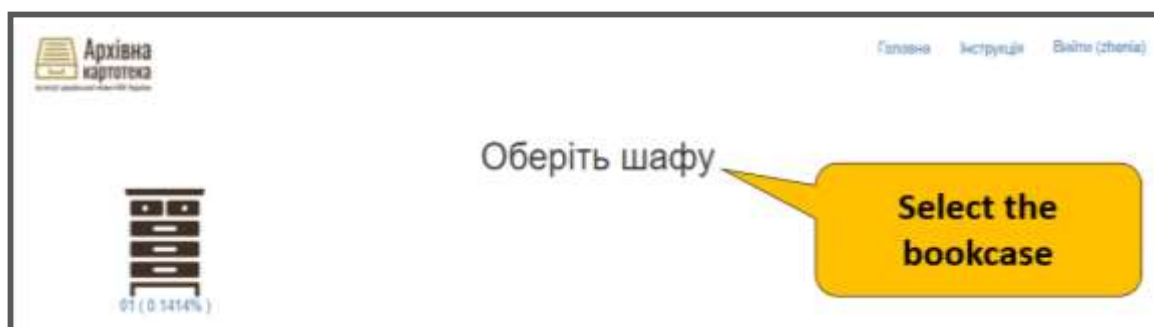 Архівна
картотека
Головна Інструкція Вийти (zhenia)
Оберіть шафу
Select the
bookcase
01 ( 0.1414% )